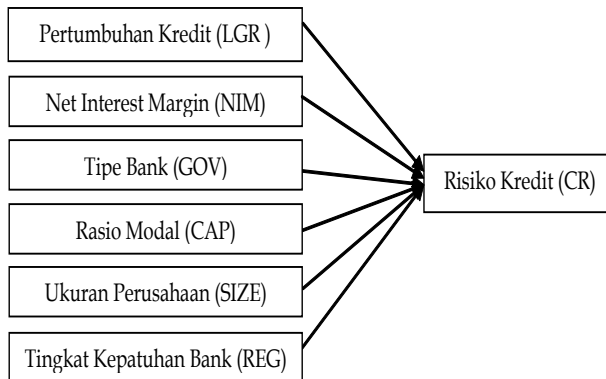 Pertumbuhan Kredit (LGR )
Net Interest Margin (NIM)
Tipe Bank (GOV)
Risiko Kredit (CR)
Rasio Modal (CAP)
Ukuran Perusahaan (SIZE)
Tingkat Kepatuhan Bank (REG)